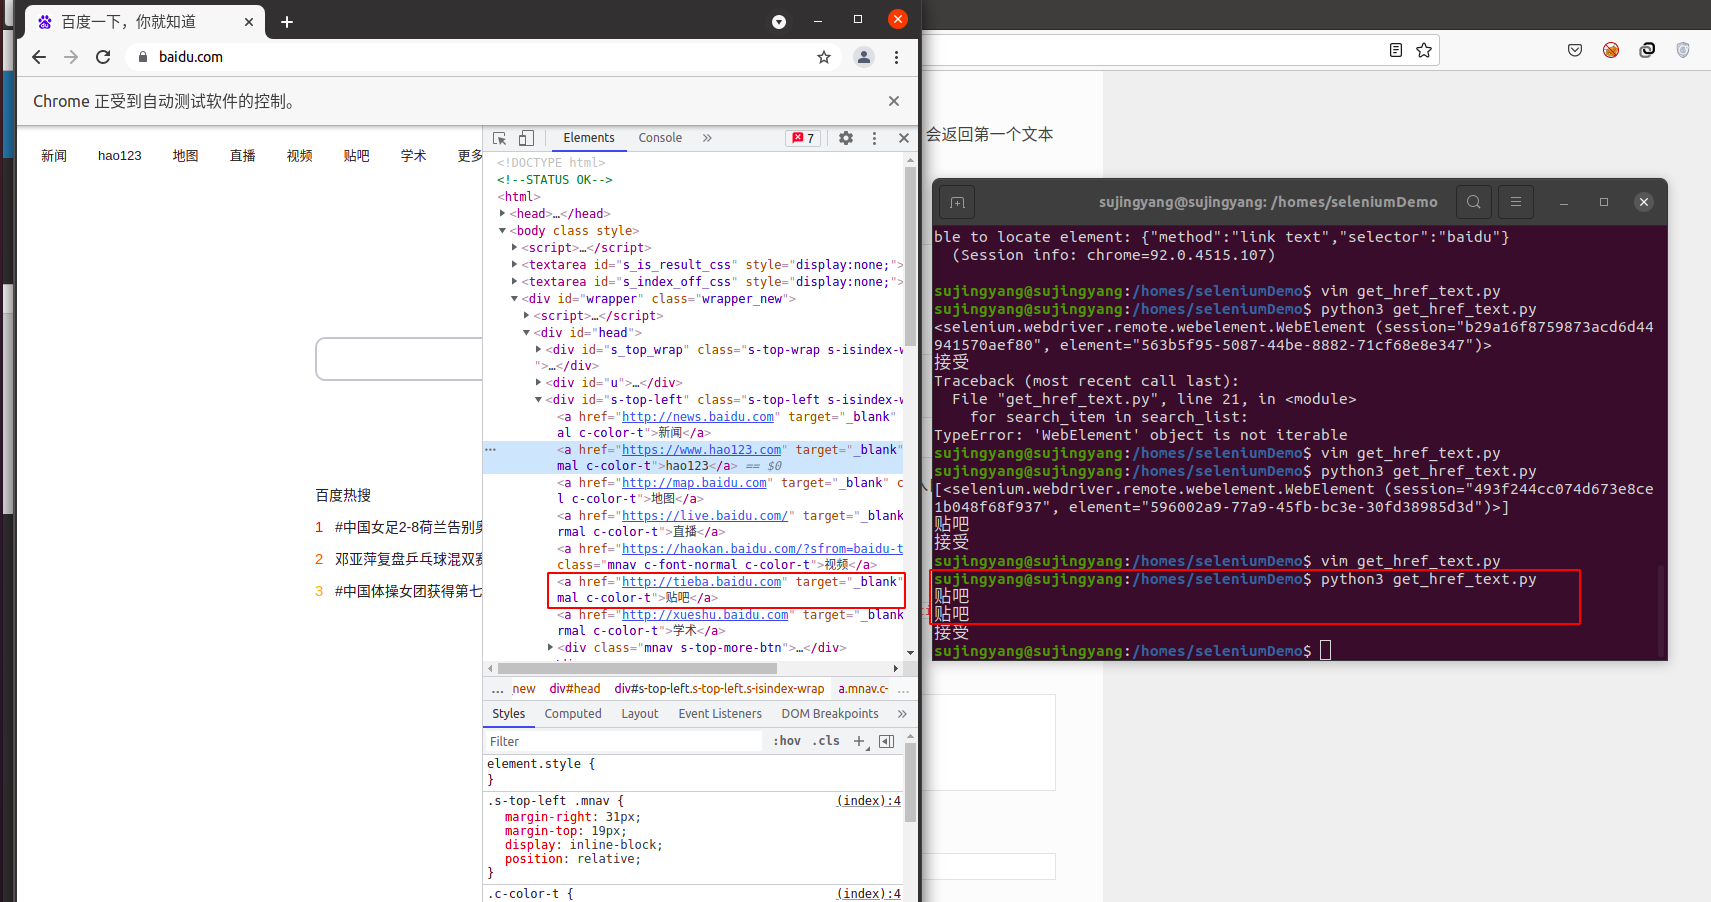 百度一下，你就知道
baidu.com
Chrome 正受到自动测试软件的控制。
新闻 hao123 地图 直播 视频 贴吧 学术 更多
百度热搜
1 #中国女足2-8荷兰告别奥
2 邓亚萍复盘乒乓球混双赛
3 #中国体操女团获得第七
Elements Console » 7
<!DOCTYPE html>
<!--STATUS OK-->
<html>
<head>…</head>
<body class style>
<script>…</script>
<textarea id="s_is_result_css" style="display:none;">
<textarea id="s_index_off_css" style="display:none;">
<div id="wrapper" class="wrapper_new">
<script>…</script>
<div id="head">
<div id="s_top_wrap" class="s-top-wrap s-isindex-w
">…</div>
<div id="u">…</div>
<div id="s-top-left" class="s-top-left s-isindex-w
<a href="http://news.baidu.com" target="_blank"
al c-color-t">新闻</a>
<a href="https://www.hao123.com" target="_blank"
mal c-color-t">hao123</a> == $0
<a href="http://map.baidu.com" target="_blank" c
l c-color-t">地图</a>
<a href="https://live.baidu.com/" target="_blank
rmal c-color-t">直播</a>
<a href="https://haokan.baidu.com/?sfrom=baidu-t
class="mnav c-font-normal c-color-t">视频</a>
<a href="http://tieba.baidu.com" target="_blank"
mal c-color-t">贴吧</a>
<a href="http://xueshu.baidu.com" target="_blank
rmal c-color-t">学术</a>
<div class="mnav s-top-more-btn">…</div>
… _new div#head div#s-top-left.s-top-left.s-isindex-wrap a.mnav.c- …
Styles Computed Layout Event Listeners DOM Breakpoints »
Filter :hov .cls +
element.style {
}
.s-top-left .mnav { (index):4
margin-right: 31px;
margin-top: 19px;
display: inline-block;
position: relative;
}
.c-color-t { (index):4
会返回第一个文本
sujingyang@sujingyang: /homes/seleniumDemo
ble to locate element: {"method":"link text","selector":"baidu"}
(Session info: chrome=92.0.4515.107)
sujingyang@sujingyang:/homes/seleniumDemo$ vim get_href_text.py
sujingyang@sujingyang:/homes/seleniumDemo$ python3 get_href_text.py
<selenium.webdriver.remote.webelement.WebElement (session="b29a16f8759873acd6d44
941570aef80", element="563b5f95-5087-44be-8882-71cf68e8e347")>
接受
Traceback (most recent call last):
File "get_href_text.py", line 21, in <module>
for search_item in search_list:
TypeError: 'WebElement' object is not iterable
sujingyang@sujingyang:/homes/seleniumDemo$ vim get_href_text.py
sujingyang@sujingyang:/homes/seleniumDemo$ python3 get_href_text.py
[<selenium.webdriver.remote.webelement.WebElement (session="493f244cc074d673e8ce
1b048f68f937", element="596002a9-77a9-45fb-bc3e-30fd38985d3d")>]
贴吧
接受
sujingyang@sujingyang:/homes/seleniumDemo$ vim get_href_text.py
sujingyang@sujingyang:/homes/seleniumDemo$ python3 get_href_text.py
贴吧
贴吧
接受
sujingyang@sujingyang:/homes/seleniumDemo$